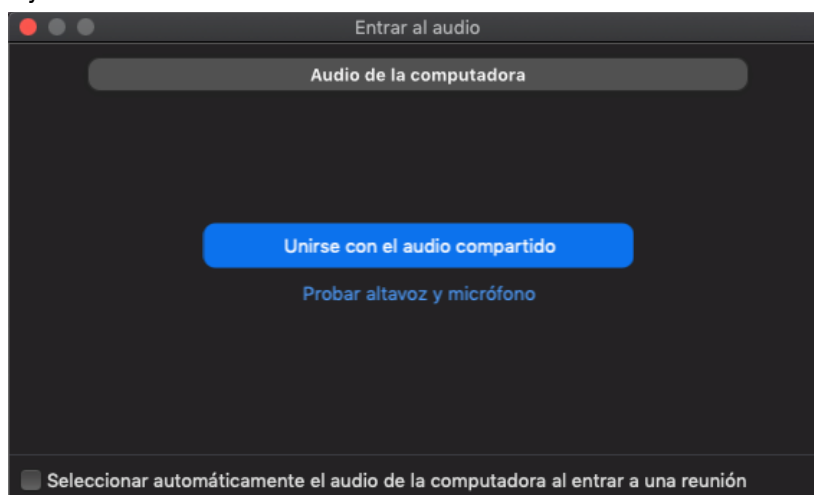 Entrar al audio
Audio de la computadora
Unirse con el audio compartido
Probar altavoz y micrófono
Seleccionar automáticamente el audio de la computadora al entrar a una reunión